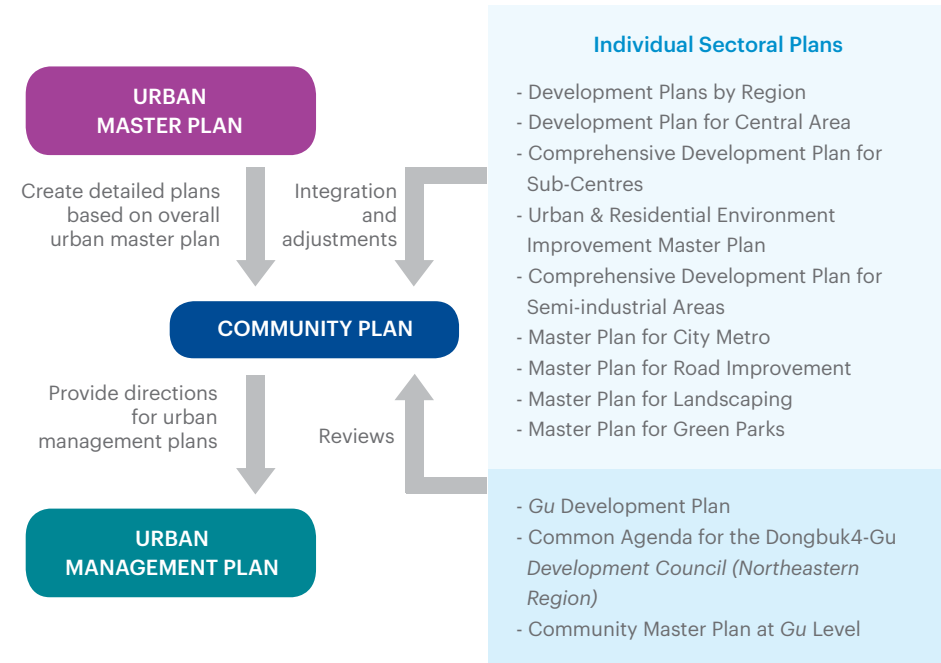 URBAN
MASTER PLAN
Create detailed plans
based on overall
urban master plan
Integration
and
adjustments
COMMUNITY PLAN
Provide directions
for urban
management plans
Reviews
URBAN
MANAGEMENT PLAN
Individual Sectoral Plans
- Development Plans by Region
- Development Plan for Central Area
- Comprehensive Development Plan for
Sub-Centres
- Urban & Residential Environment
Improvement Master Plan
- Comprehensive Development Plan for
Semi-industrial Areas
- Master Plan for City Metro
- Master Plan for Road Improvement
- Master Plan for Landscaping
- Master Plan for Green Parks
- Gu Development Plan
- Common Agenda for the Dongbuk4-Gu
Development Council (Northeastern
Region)
- Community Master Plan at Gu Level